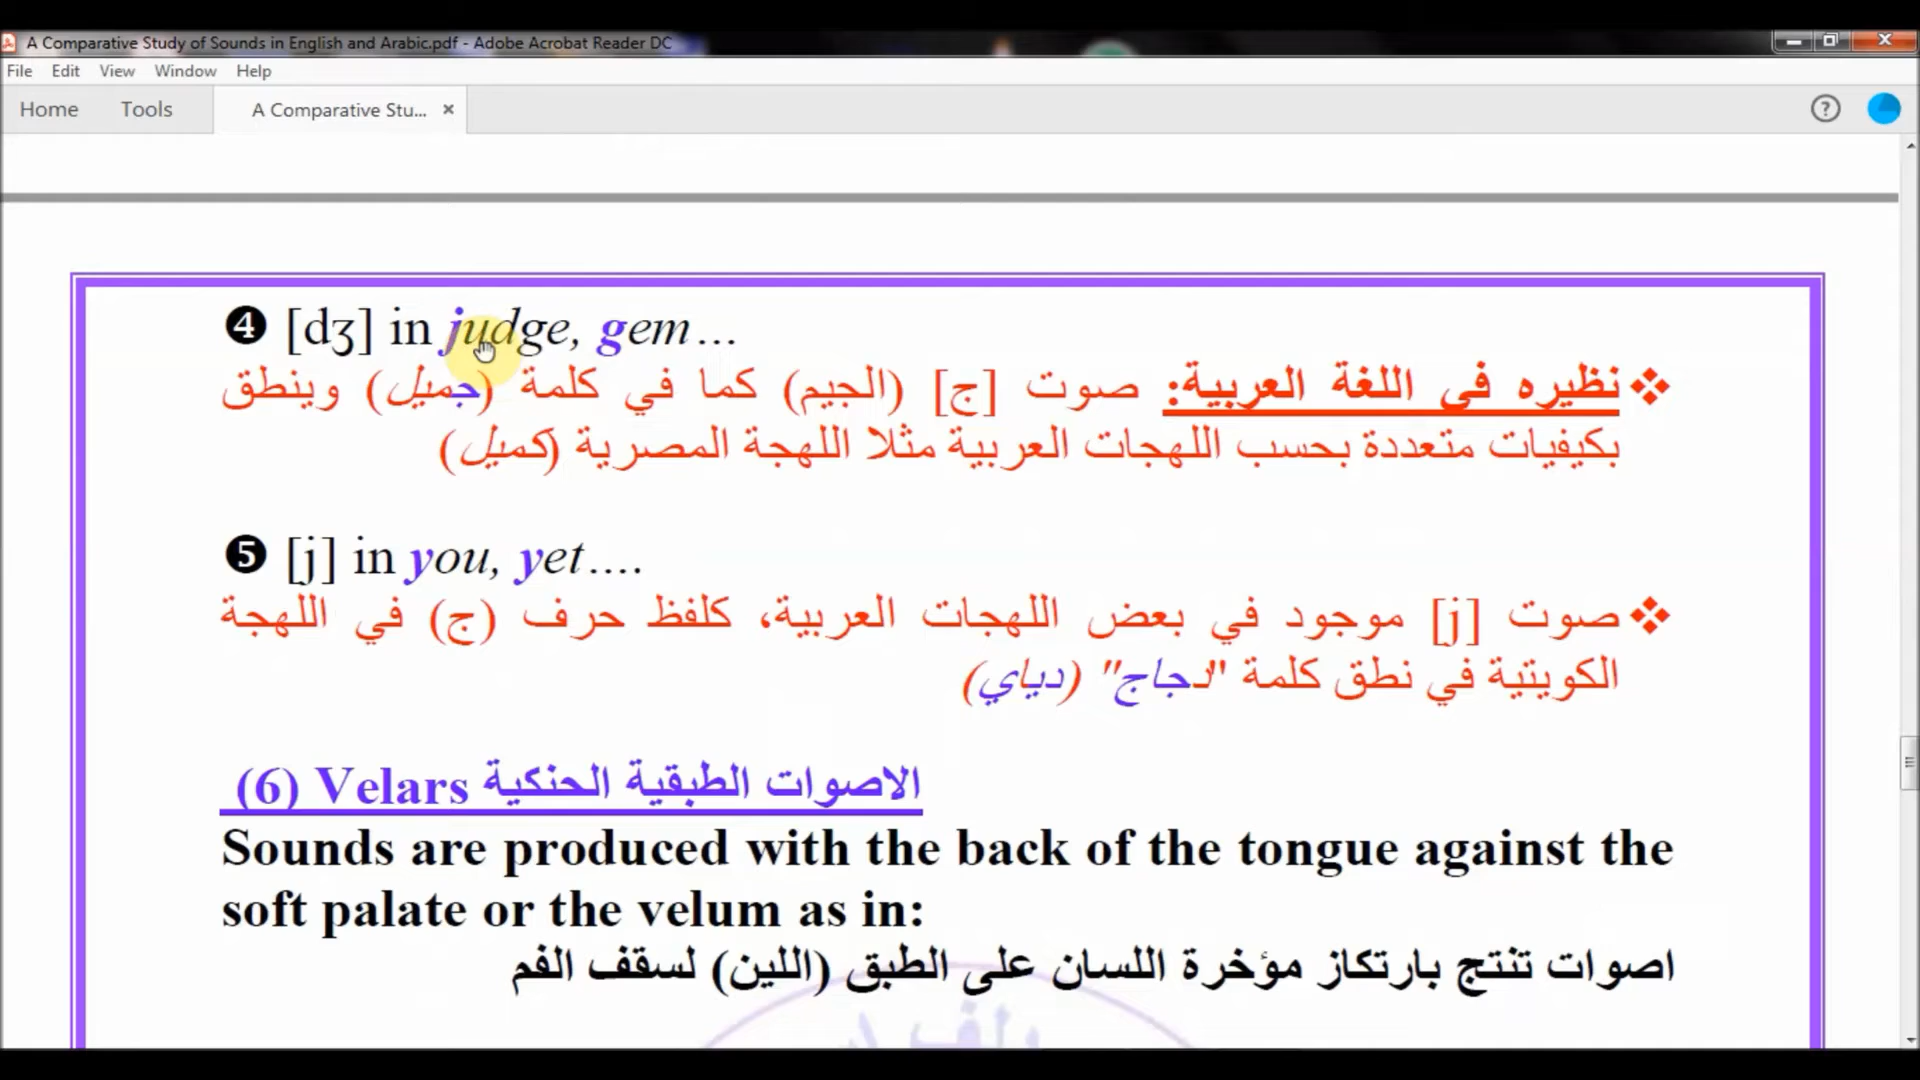 A Comparative Study of Sounds in English and Arabic.pdf - Adobe Acrobat Reader DC
File Edit View Window Help
Home Tools A Comparative Stu...
❹ [dʒ] in judge, gem...
❖ نظيره في اللغة العربية: صوت [ج] (الجيم) كما في كلمة (جميل) وينطق
بكيفيات متعددة بحسب اللهجات العربية مثلا اللهجة المصرية (كميل)
❺ [j] in you, yet....
❖ صوت [j] موجود في بعض اللهجات العربية، كلفظ حرف (ج) في اللهجة
الكويتية في نطق كلمة "دجاج" (دياي)
(6) Velars الاصوات الطبقية الحنكية
Sounds are produced with the back of the tongue against the
soft palate or the velum as in:
اصوات تنتج بارتكاز مؤخرة اللسان على الطبق (اللين) لسقف الفم